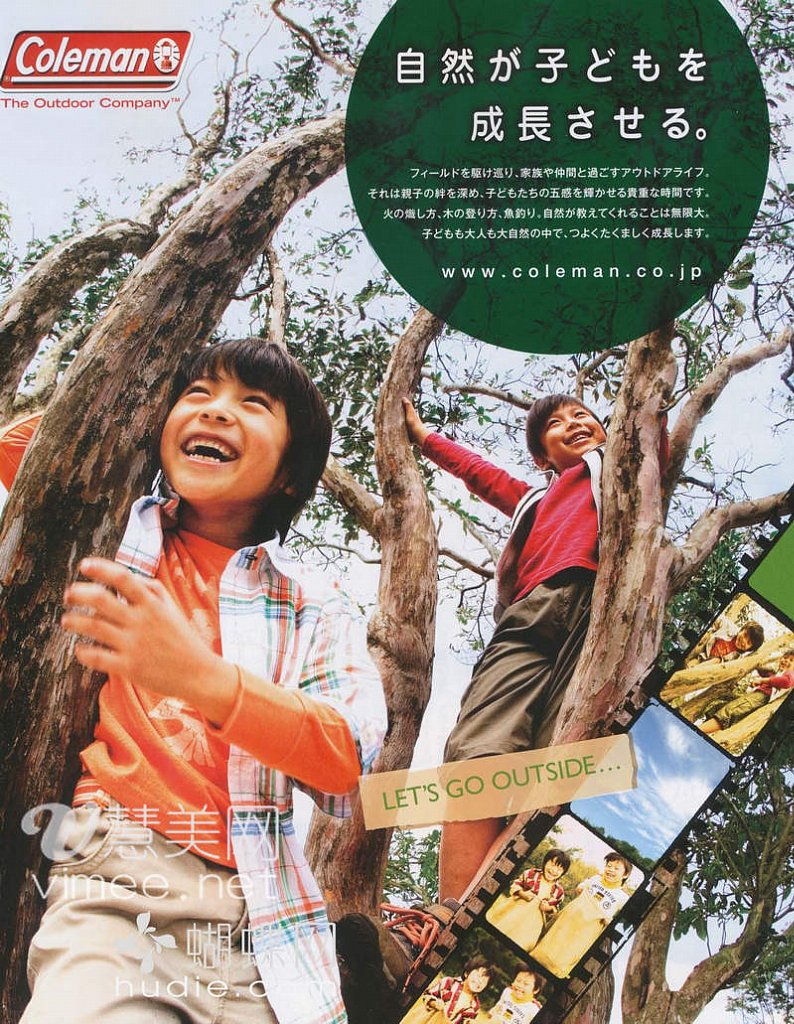 Coleman
The Outdoor Company™
自然が子どもを
成長させる。
フィールドを駆け巡り、家族や仲間と過ごすアウトドアライフ。
それは親子の絆を深め、子どもたちの五感を輝かせる貴重な時間です。
火の熾し方、木の登り方、魚釣り。自然が教えてくれることは無限大。
子どもも大人も大自然の中で、つよくたくましく成長します。
www.coleman.co.jp
LET'S GO OUTSIDE...
慧美网
vimee.net
蝴蝶网
hudie.com